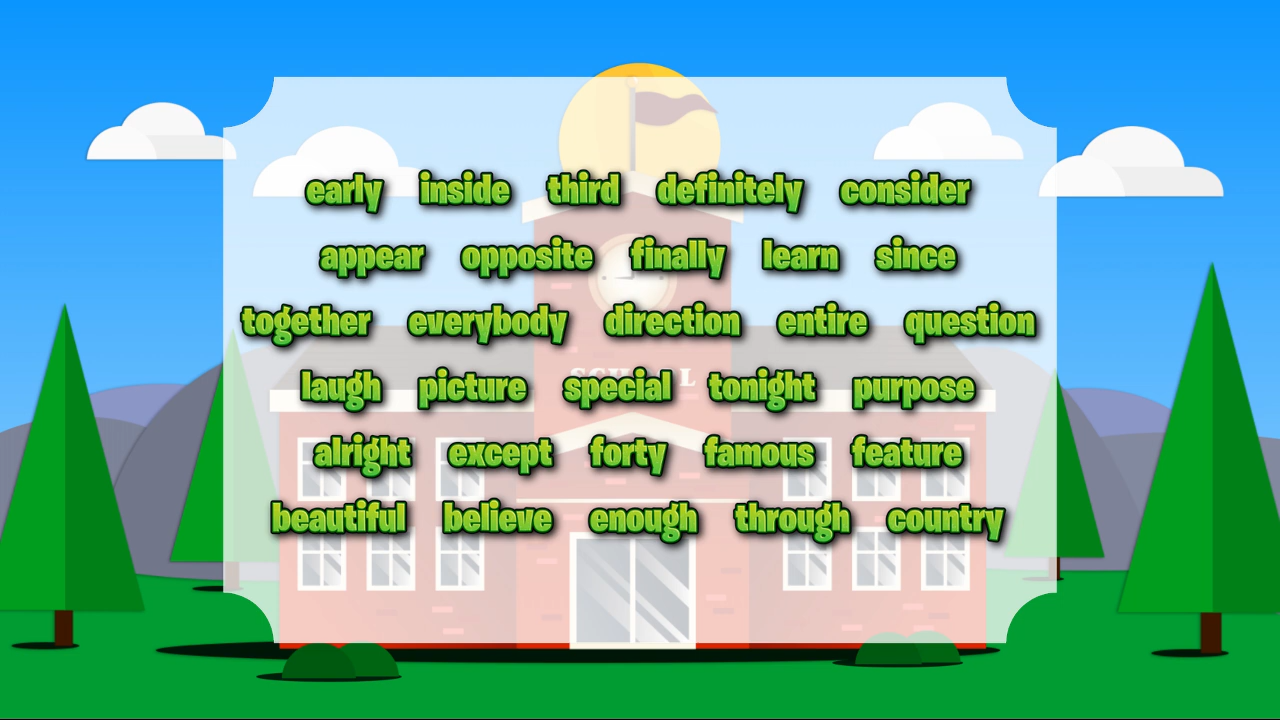 early inside third definitely consider
appear opposite finally learn since
together everybody direction entire question
laugh picture special tonight purpose
alright except forty famous feature
beautiful believe enough through country